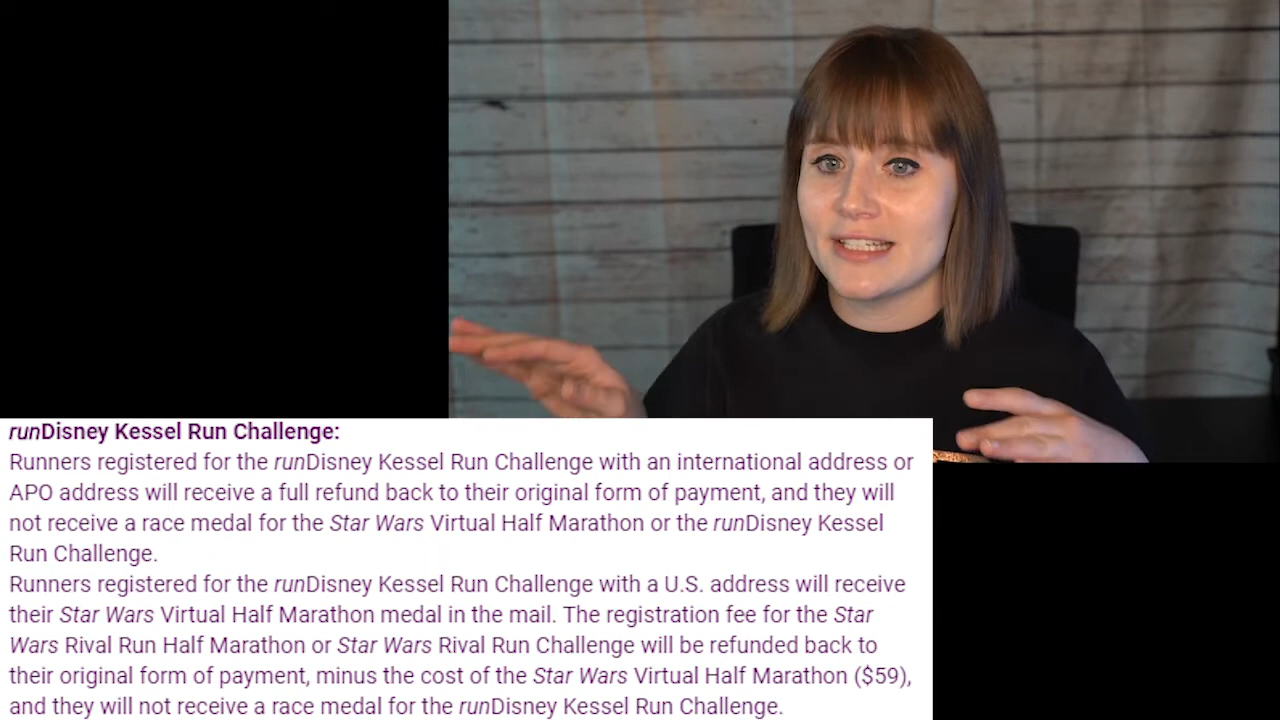 runDisney Kessel Run Challenge:
Runners registered for the runDisney Kessel Run Challenge with an international address or
APO address will receive a full refund back to their original form of payment, and they will
not receive a race medal for the Star Wars Virtual Half Marathon or the runDisney Kessel
Run Challenge.
Runners registered for the runDisney Kessel Run Challenge with a U.S. address will receive
their Star Wars Virtual Half Marathon medal in the mail. The registration fee for the Star
Wars Rival Run Half Marathon or Star Wars Rival Run Challenge will be refunded back to
their original form of payment, minus the cost of the Star Wars Virtual Half Marathon ($59),
and they will not receive a race medal for the runDisney Kessel Run Challenge.